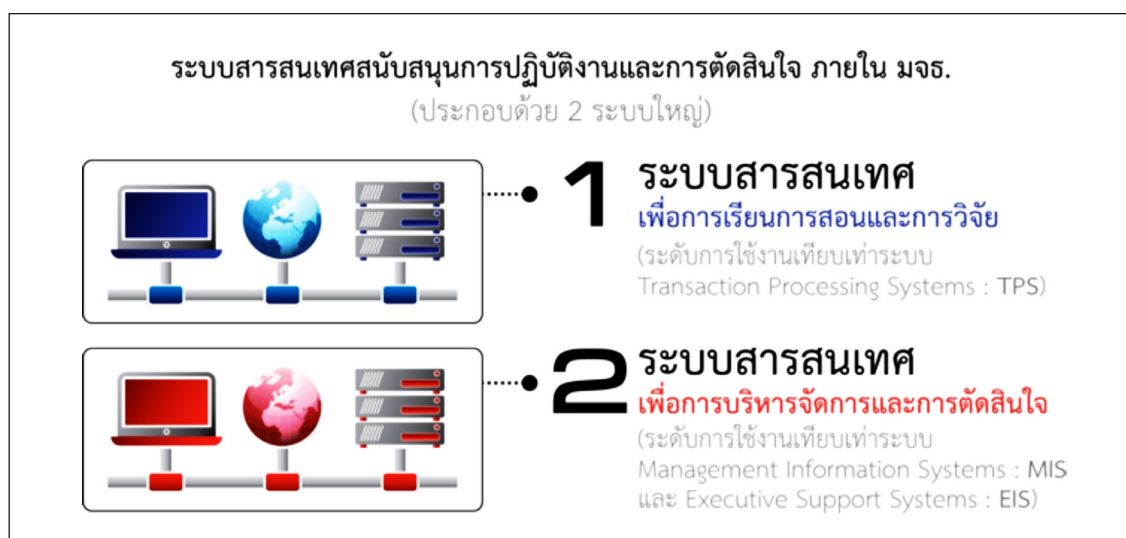 ระบบสารสนเทศสนับสนุนการปฏิบัติงานและการตัดสินใจ ภายใน มจธ.
(ประกอบด้วย 2 ระบบใหญ่)
1 ระบบสารสนเทศ
เพื่อการเรียนการสอนและการวิจัย
(ระดับการใช้งานเทียบเท่าระบบ
Transaction Processing Systems : TPS)
2 ระบบสารสนเทศ
เพื่อการบริหารจัดการและการตัดสินใจ
(ระดับการใช้งานเทียบเท่าระบบ
Management Information Systems : MIS
และ Executive Support Systems : EIS)